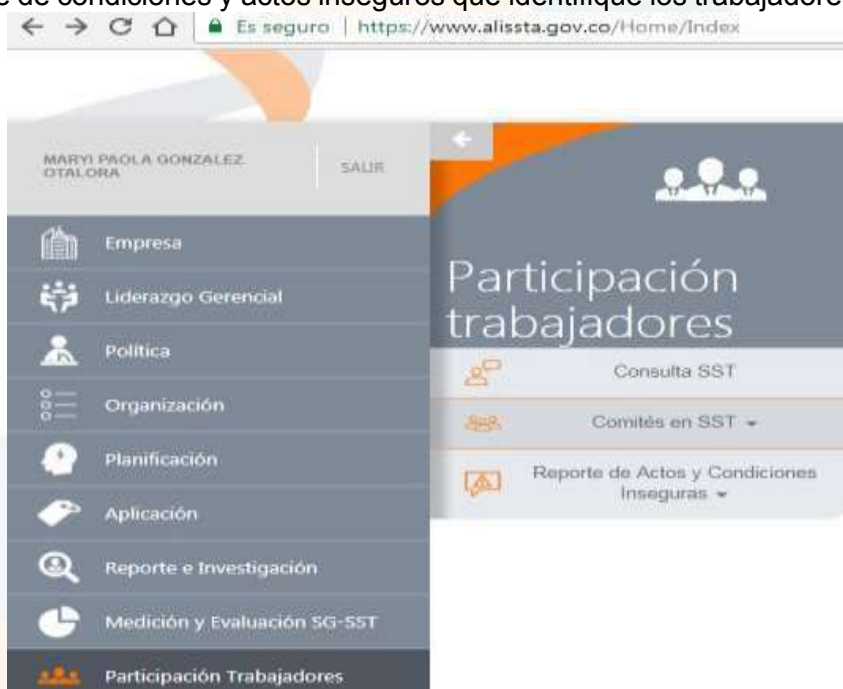 e de condiciones y actos inseguros que identifique los trabajadore
Es seguro | https://www.alissta.gov.co/Home/Index
MARYI PAOLA GONZALEZ
OTALORA
SALIR
Empresa
Liderazgo Gerencial
Política
Organización
Planificación
Aplicación
Reporte e Investigación
Medición y Evaluación SG-SST
Participación Trabajadores
Participación
trabajadores
Consulta SST
Comités en SST
Reporte de Actos y Condiciones
Inseguras